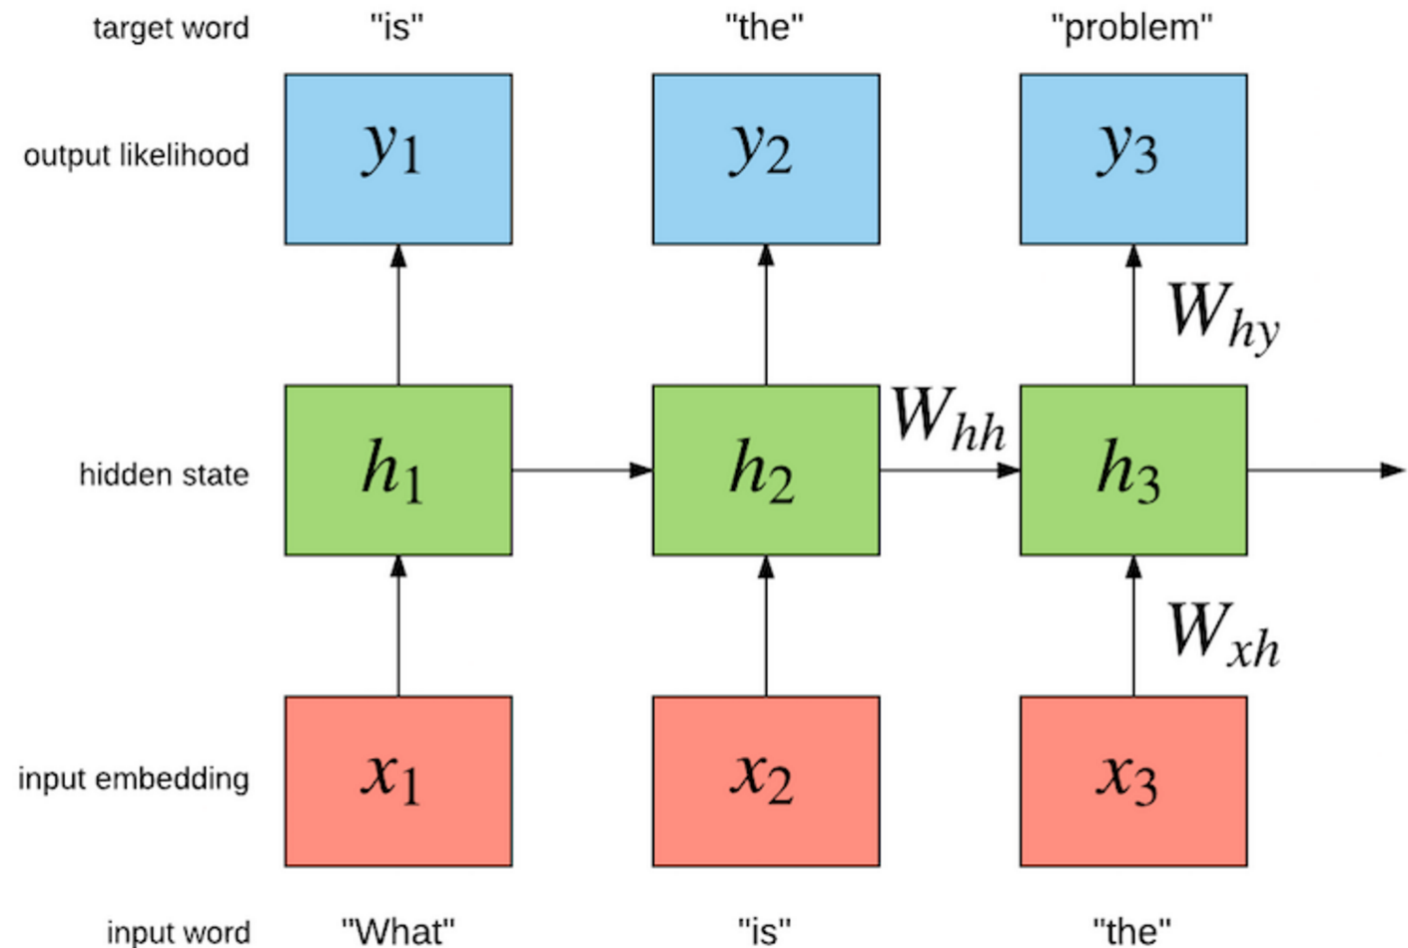 target word "is" "the" "problem"
output likelihood y1 y2 y3
Why
Whh
hidden state h1 h2 h3
Wxh
input embedding x1 x2 x3
input word "What" "is" "the"